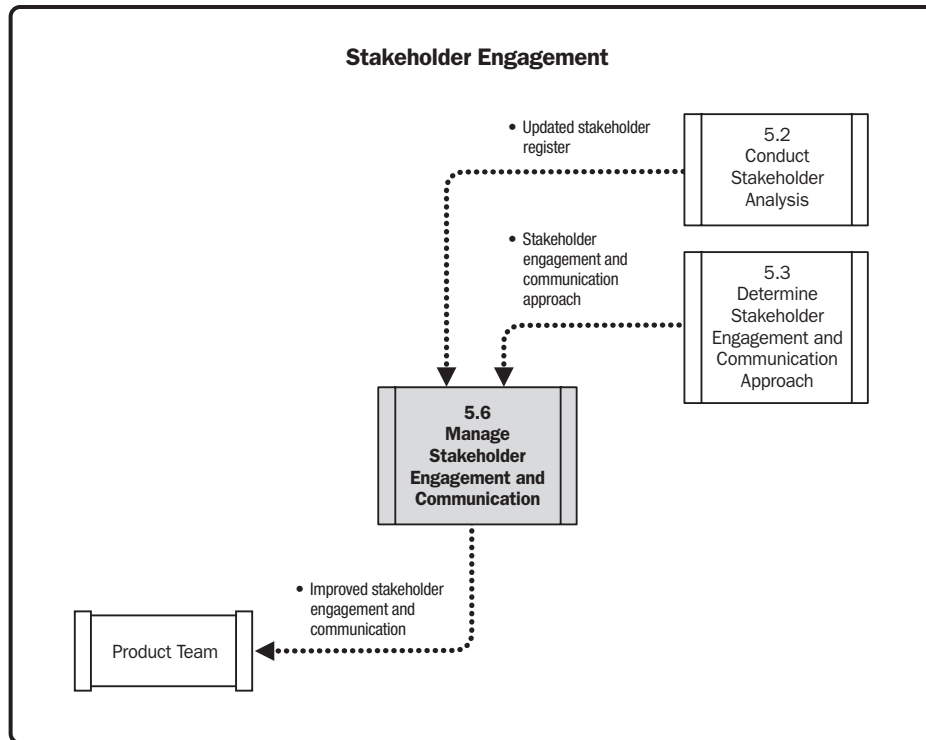 Stakeholder Engagement
• Updated stakeholder
register
5.2
Conduct
Stakeholder
Analysis
• Stakeholder
engagement and
communication
approach
5.3
Determine
Stakeholder
Engagement and
Communication
Approach
5.6
Manage
Stakeholder
Engagement and
Communication
• Improved stakeholder
engagement and
communication
Product Team